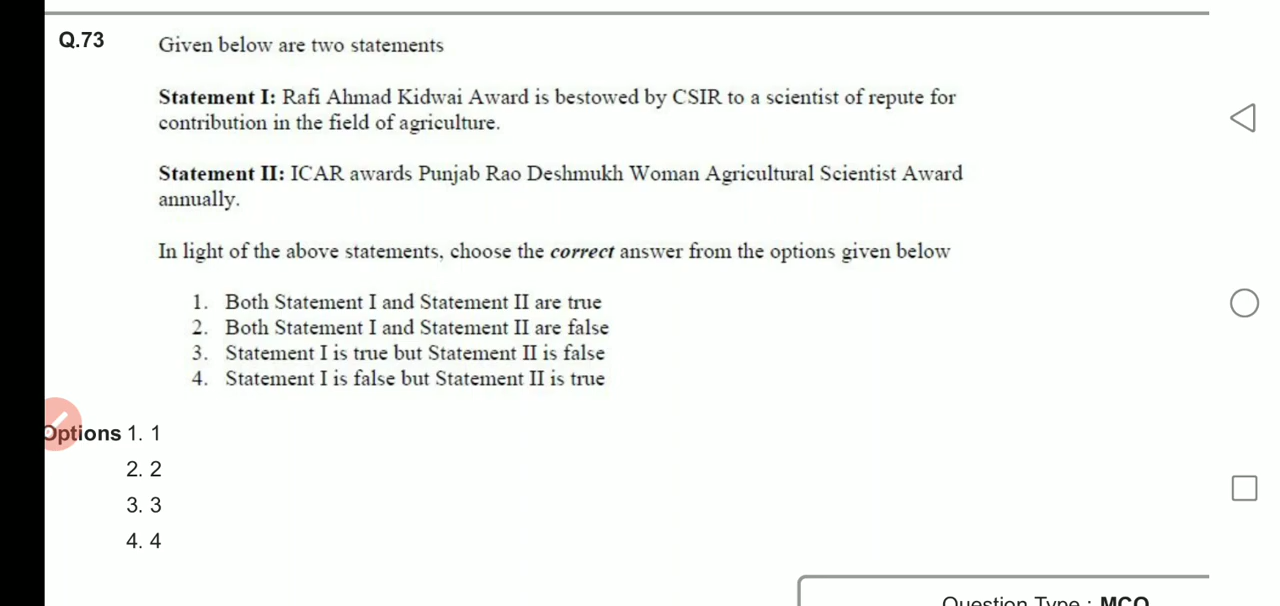 Q.73
Given below are two statements
Statement I: Rafi Ahmad Kidwai Award is bestowed by CSIR to a scientist of repute for
contribution in the field of agriculture.
Statement II: ICAR awards Punjab Rao Deshmukh Woman Agricultural Scientist Award
annually.
In light of the above statements, choose the correct answer from the options given below
1. Both Statement I and Statement II are true
2. Both Statement I and Statement II are false
3. Statement I is true but Statement II is false
4. Statement I is false but Statement II is true
Options 1. 1
2. 2
3. 3
4. 4
Question Type : MCQ